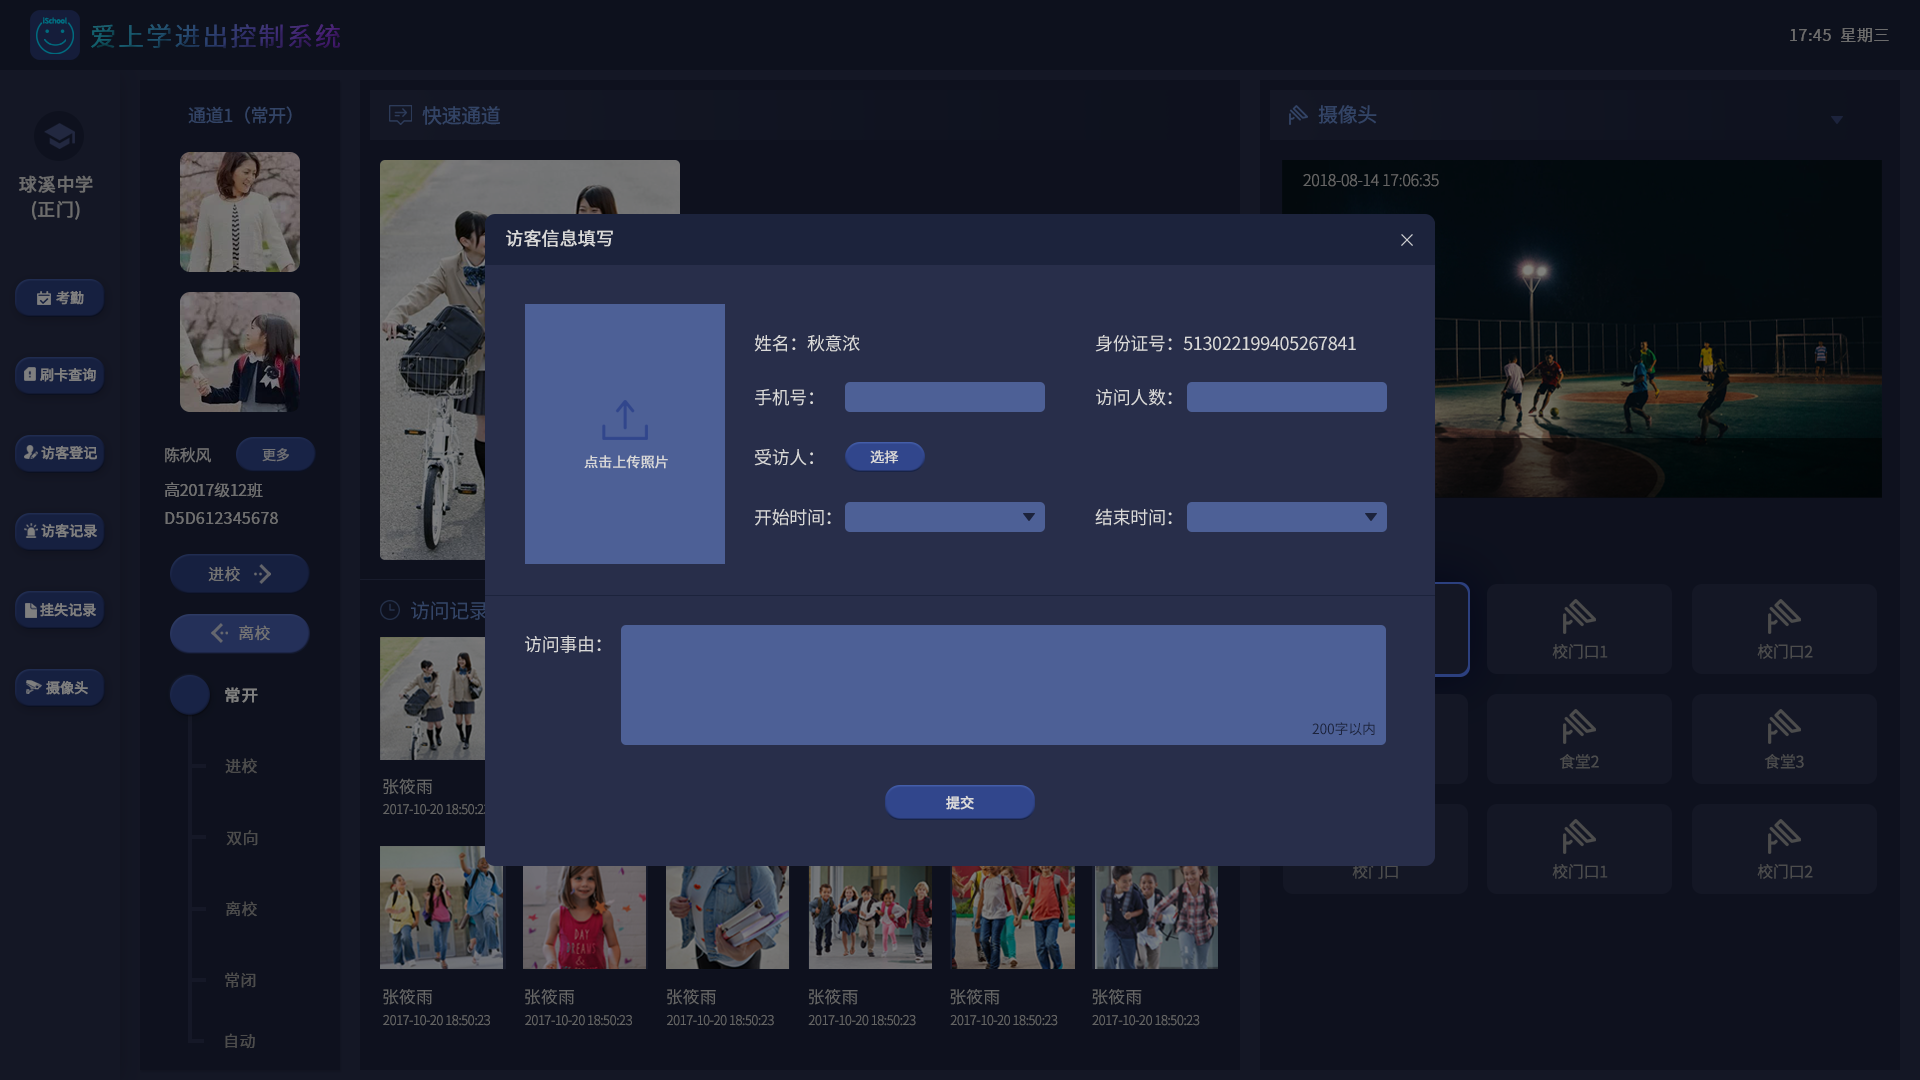 iSchool
爱上学进出控制系统
17:45 星期三
球溪中学
(正门)
考勤
刷卡查询
访客登记
访客记录
挂失记录
摄像头
通道1（常开）
陈秋风
更多
高2017级12班
D5D612345678
进校
离校
常开
进校
双向
离校
常闭
自动
快速通道
访问记录
张筱雨
2017-10-20 18:50:23
DAY
DREAMS
&
张筱雨
2017-10-20 18:50:23
张筱雨
2017-10-20 18:50:23
张筱雨
2017-10-20 18:50:23
张筱雨
2017-10-20 18:50:23
张筱雨
2017-10-20 18:50:23
张筱雨
2017-10-20 18:50:23
摄像头
2018-08-14 17:06:35
校门口1
校门口2
食堂2
食堂3
校门口
校门口1
校门口2
访客信息填写
点击上传照片
姓名：秋意浓
身份证号：513022199405267841
手机号：
访问人数：
受访人：
选择
开始时间：
结束时间：
访问事由：
200字以内
提交